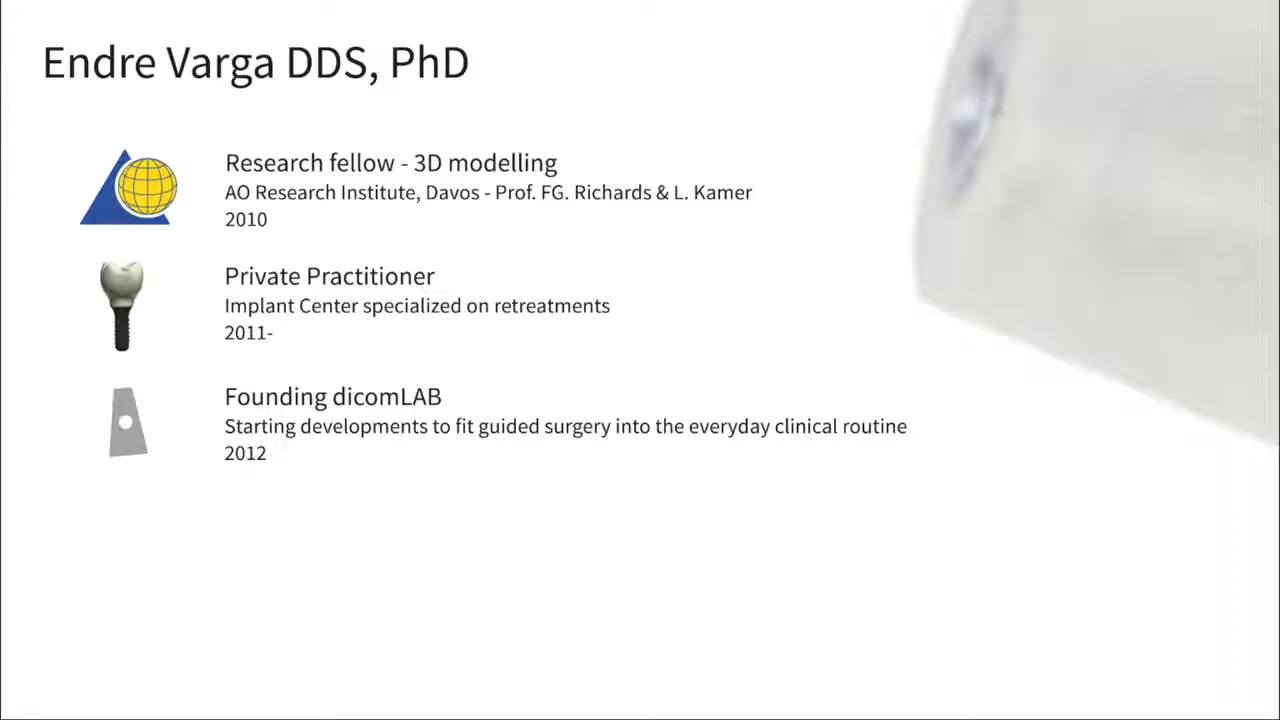 Endre Varga DDS, PhD
Research fellow - 3D modelling
AO Research Institute, Davos - Prof. FG. Richards & L. Kamer
2010
Private Practitioner
Implant Center specialized on retreatments
2011-
Founding dicomLAB
Starting developments to fit guided surgery into the everyday clinical routine
2012